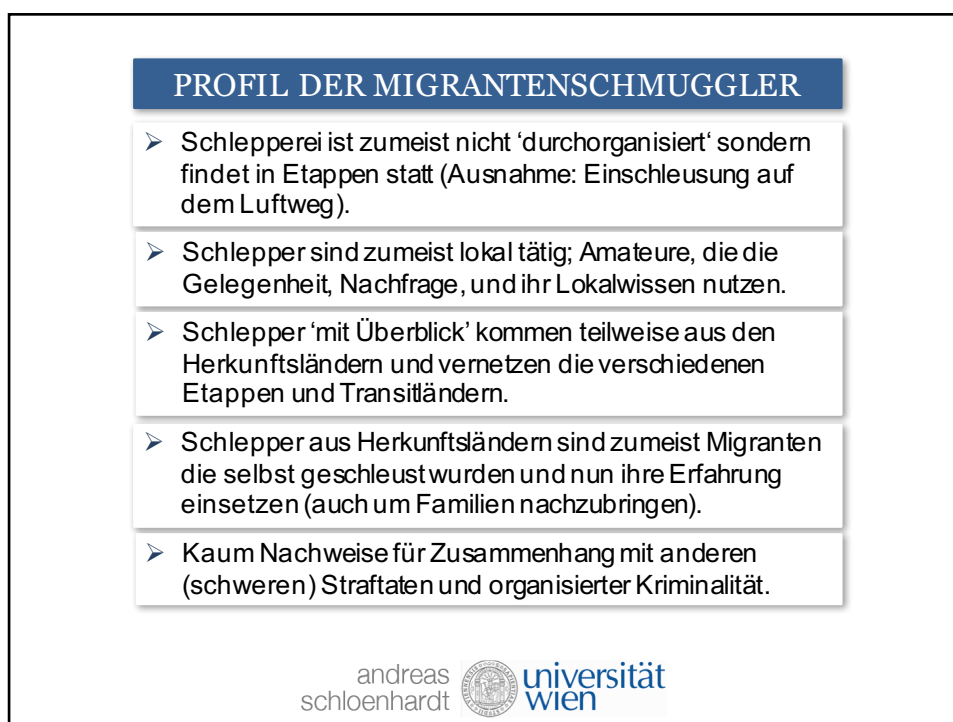 PROFIL DER MIGRANTENSCHMUGGLER
➢ Schlepperei ist zumeist nicht ‘durchorganisiert‘ sondern
findet in Etappen statt (Ausnahme: Einschleusung auf
dem Luftweg).
➢ Schlepper sind zumeist lokal tätig; Amateure, die die
Gelegenheit, Nachfrage, und ihr Lokalwissen nutzen.
➢ Schlepper ‘mit Überblick’ kommen teilweise aus den
Herkunftsländern und vernetzen die verschiedenen
Etappen und Transitländern.
➢ Schlepper aus Herkunftsländern sind zumeist Migranten
die selbst geschleust wurden und nun ihre Erfahrung
einsetzen (auch um Familien nachzubringen).
➢ Kaum Nachweise für Zusammenhang mit anderen
(schweren) Straftaten und organisierter Kriminalität.
andreas
schloenhardt
universität
wien